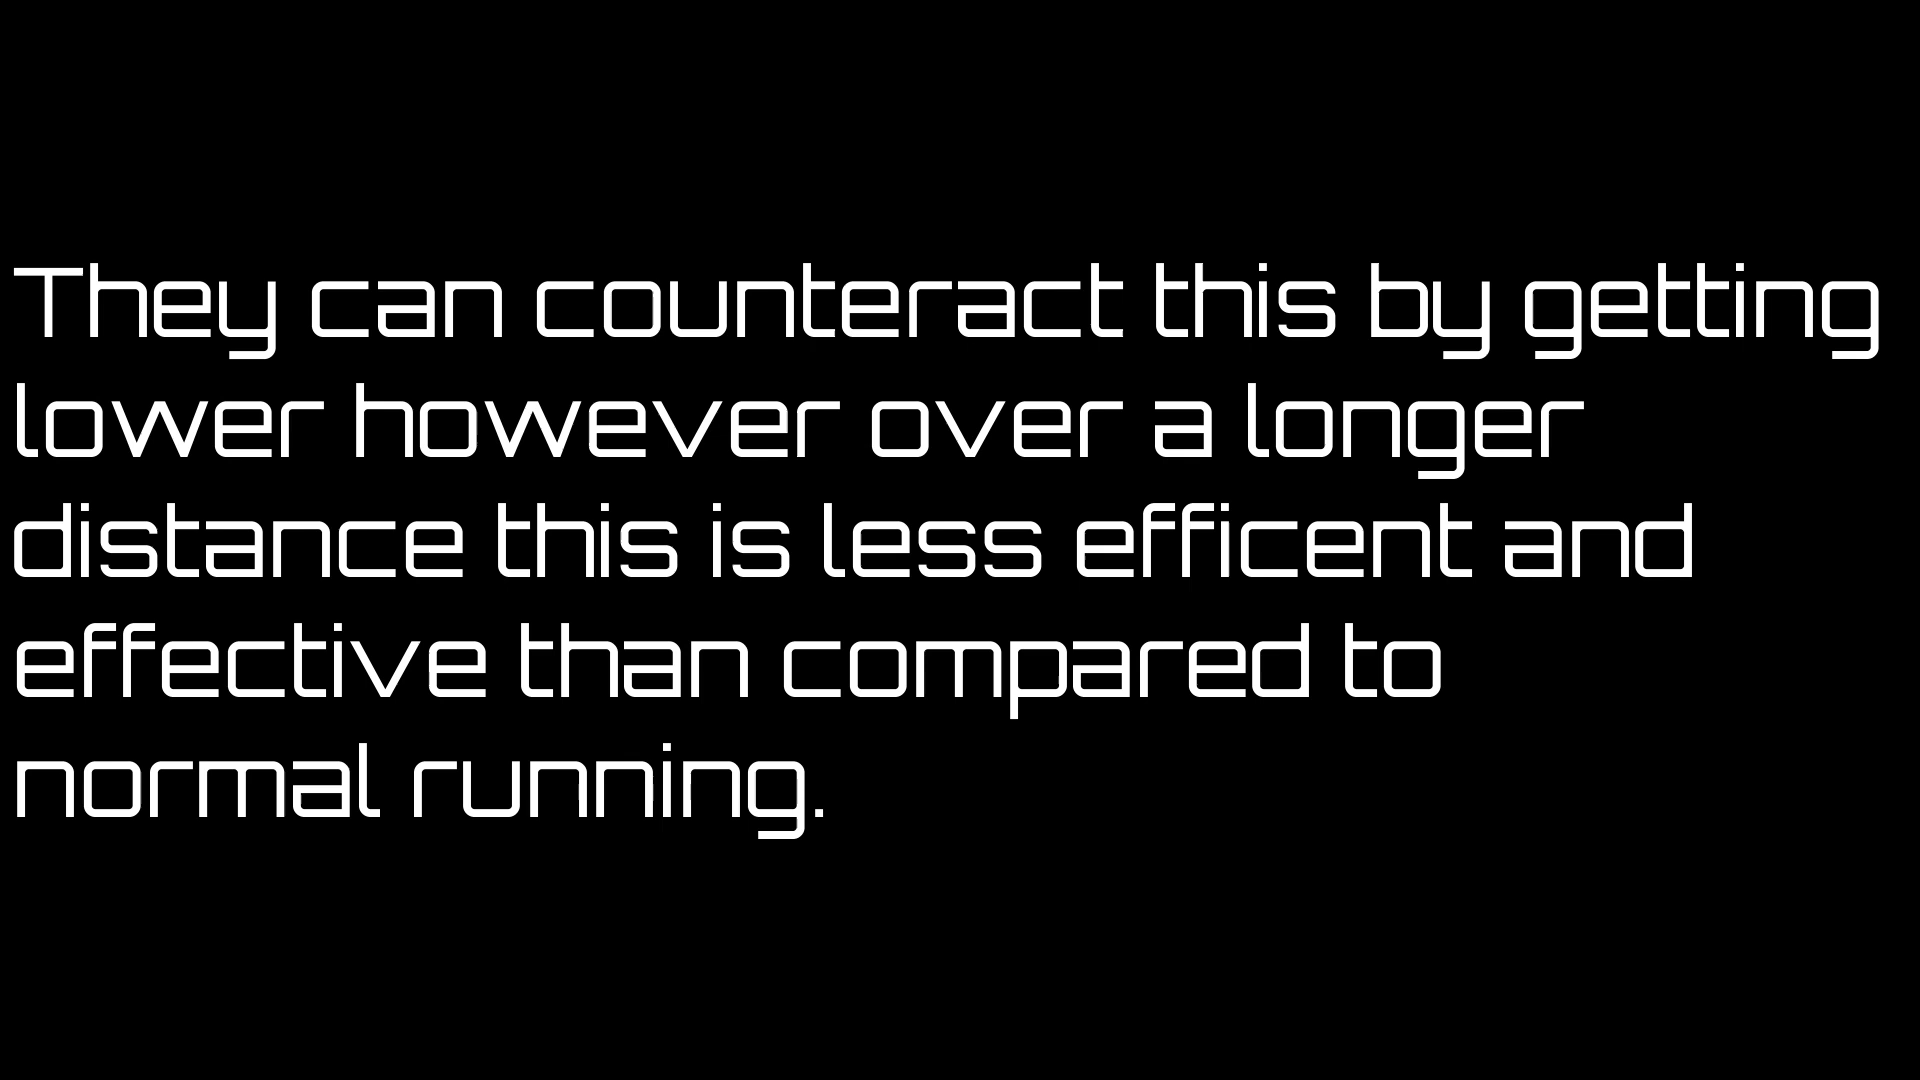 They can counteract this by getting
lower however over a longer
distance this is less efficent and
effective than compared to
normal running.